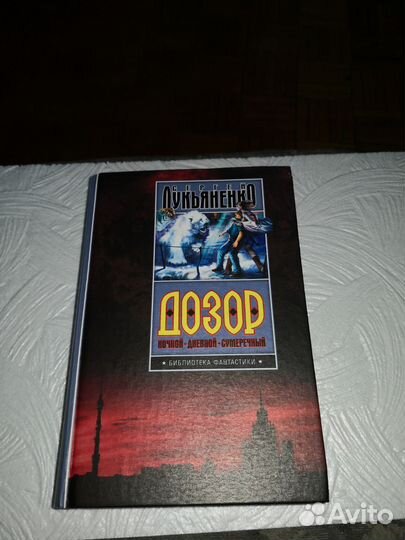 СЕРГЕЙ
ЛУКЬЯНЕНКО
ДОЗОР
НОЧНОЙ • ДНЕВНОЙ • СУМЕРЕЧНЫЙ
★ БИБЛИОТЕКА ФАНТАСТИКИ ★
Avito